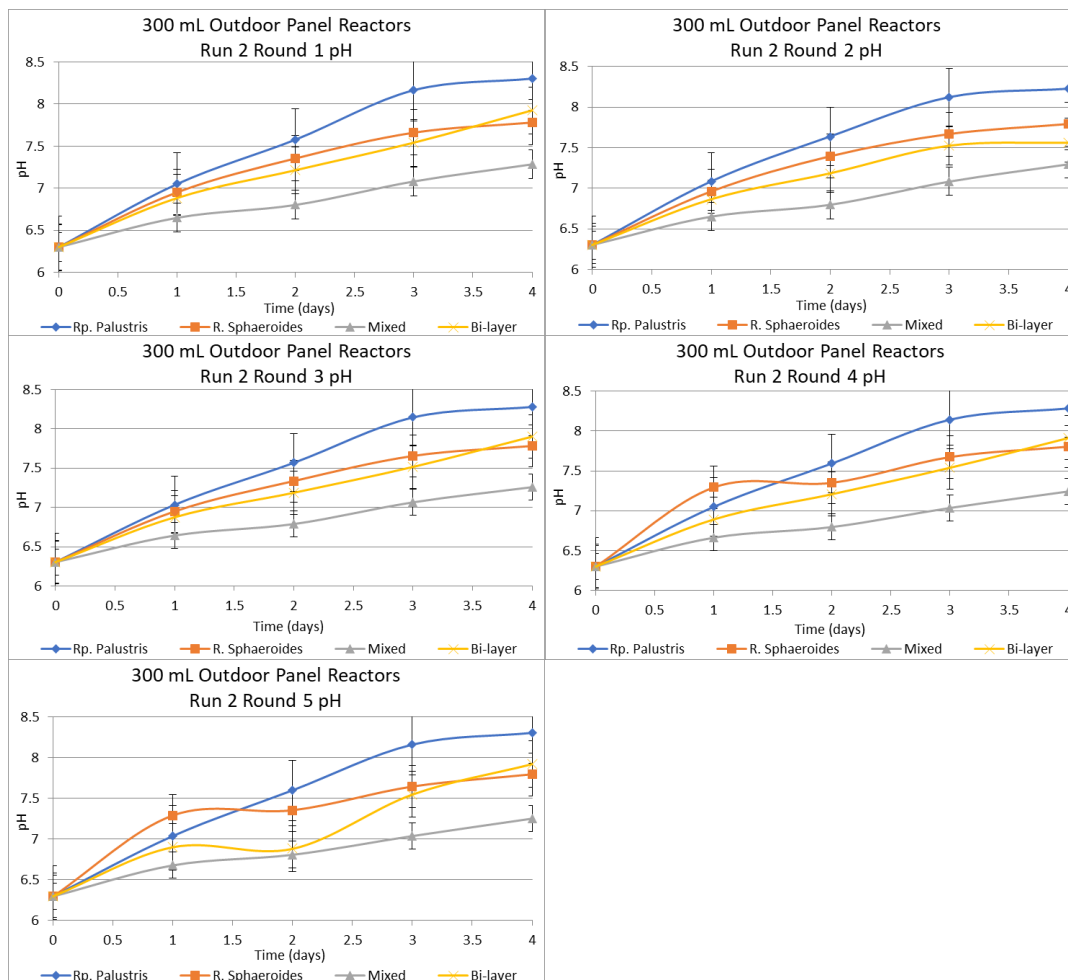 300 mL Outdoor Panel Reactors
Run 2 Round 1 pH
8.5
8
7.5
7
6.5
6
pH
0 0.5 1 1.5 2 2.5 3 3.5 4
Time (days)
Rp. Palustris R. Sphaeroides Mixed Bi-layer
300 mL Outdoor Panel Reactors
Run 2 Round 2 pH
8.5
8
7.5
7
6.5
6
pH
0 0.5 1 1.5 2 2.5 3 3.5 4
Time (days)
Rp. Palustris R. Sphaeroides Mixed Bi-layer
300 mL Outdoor Panel Reactors
Run 2 Round 3 pH
8.5
8
7.5
7
6.5
6
pH
0 0.5 1 1.5 2 2.5 3 3.5 4
Time (days)
Rp. Palustris R. Sphaeroides Mixed Bi-layer
300 mL Outdoor Panel Reactors
Run 2 Round 4 pH
8.5
8
7.5
7
6.5
6
pH
0 0.5 1 1.5 2 2.5 3 3.5 4
Time (days)
Rp. Palustris R. Sphaeroides Mixed Bi-layer
300 mL Outdoor Panel Reactors
Run 2 Round 5 pH
8.5
8
7.5
7
6.5
6
pH
0 0.5 1 1.5 2 2.5 3 3.5 4
Time (days)
Rp. Palustris R. Sphaeroides Mixed Bi-layer